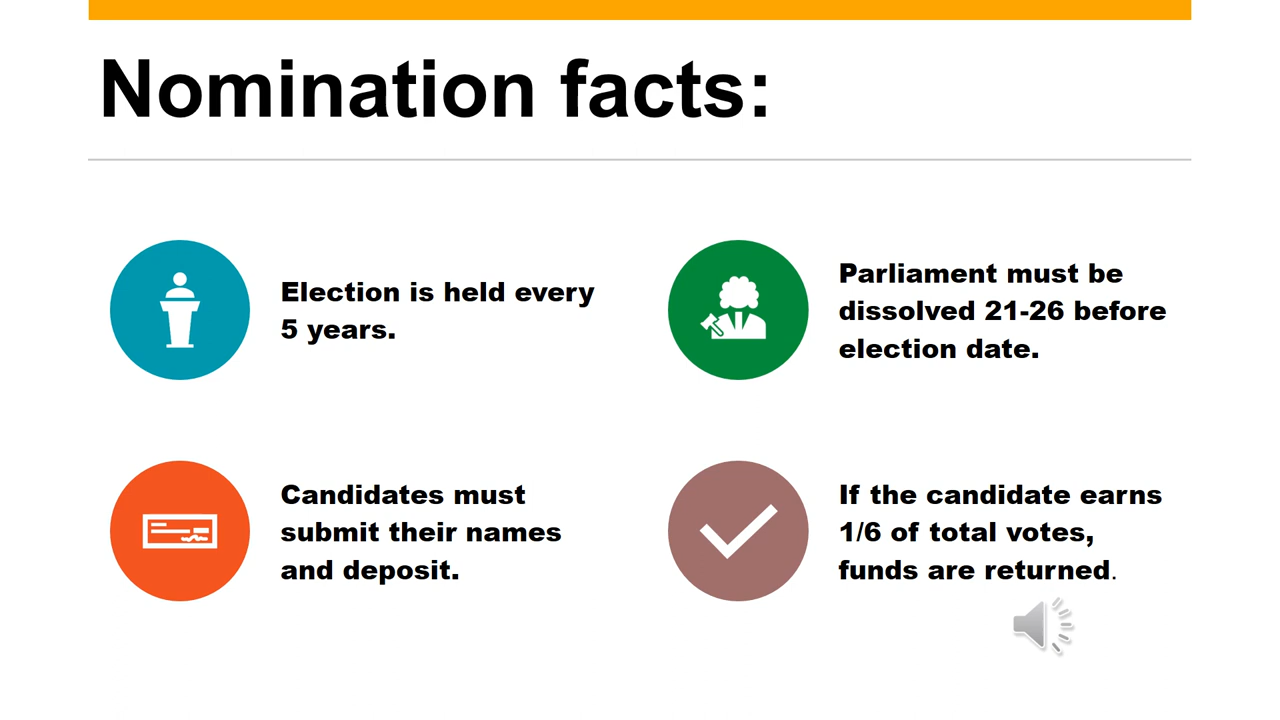 Nomination facts:
Election is held every
5 years.
Parliament must be
dissolved 21-26 before
election date.
Candidates must
submit their names
and deposit.
If the candidate earns
1/6 of total votes,
funds are returned.